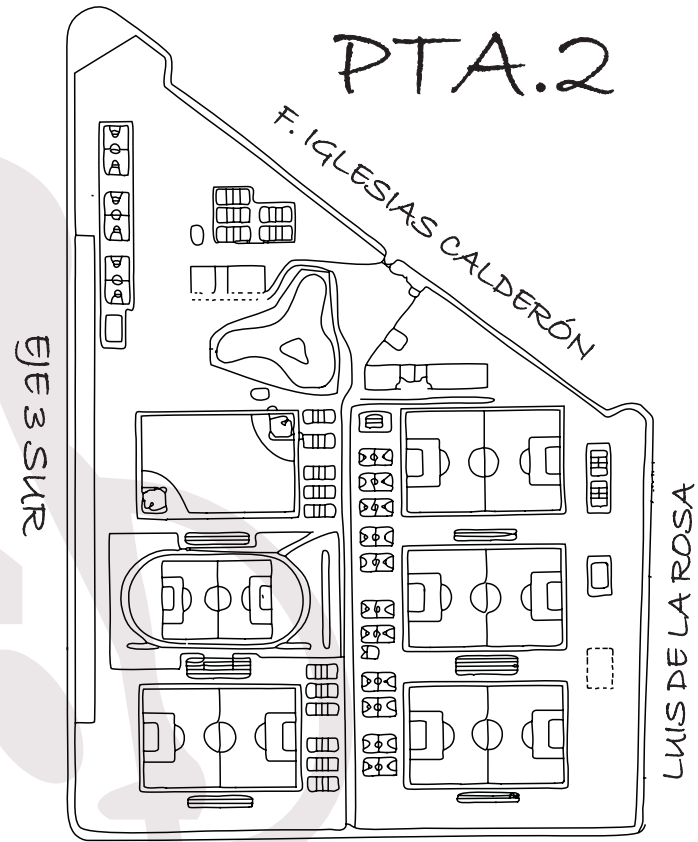 PTA.2
F. IGLESIAS CALDERÓN
EJE 3 SUR
LUIS DE LA ROSA